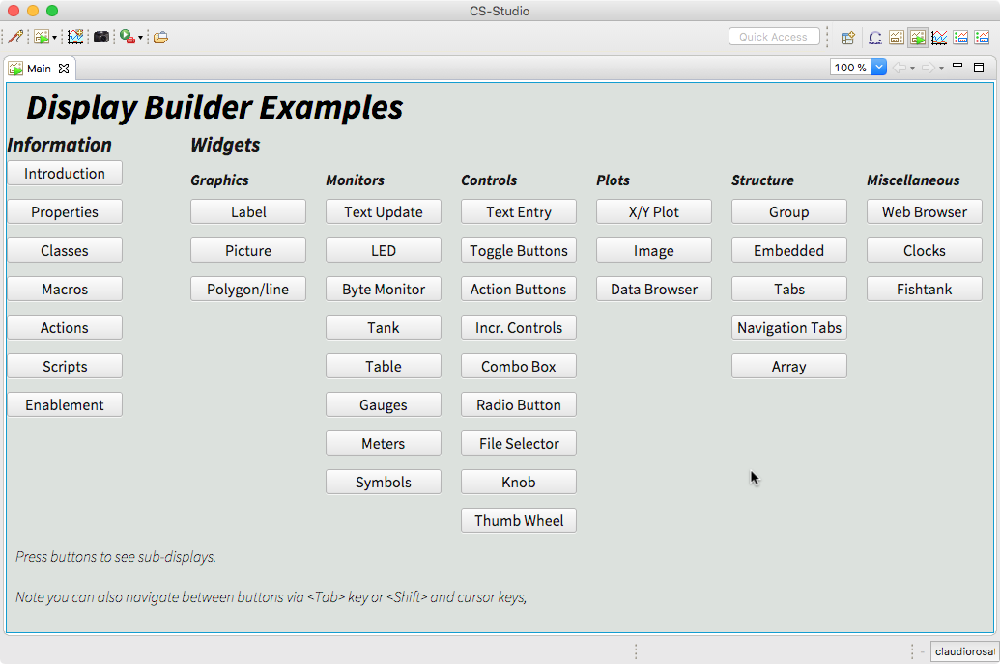 CS-Studio
Quick Access
Main
100 %
Display Builder Examples
Information
Widgets
Introduction
Graphics Monitors Controls Plots Structure Miscellaneous
Properties Label Text Update Text Entry X/Y Plot Group Web Browser
Classes Picture LED Toggle Buttons Image Embedded Clocks
Macros Polygon/line Byte Monitor Action Buttons Data Browser Tabs Fishtank
Actions Tank Incr. Controls Navigation Tabs
Scripts Table Combo Box Array
Enablement Gauges Radio Button
Meters File Selector
Symbols Knob
Thumb Wheel
Press buttons to see sub-displays.
Note you can also navigate between buttons via <Tab> key or <Shift> and cursor keys,